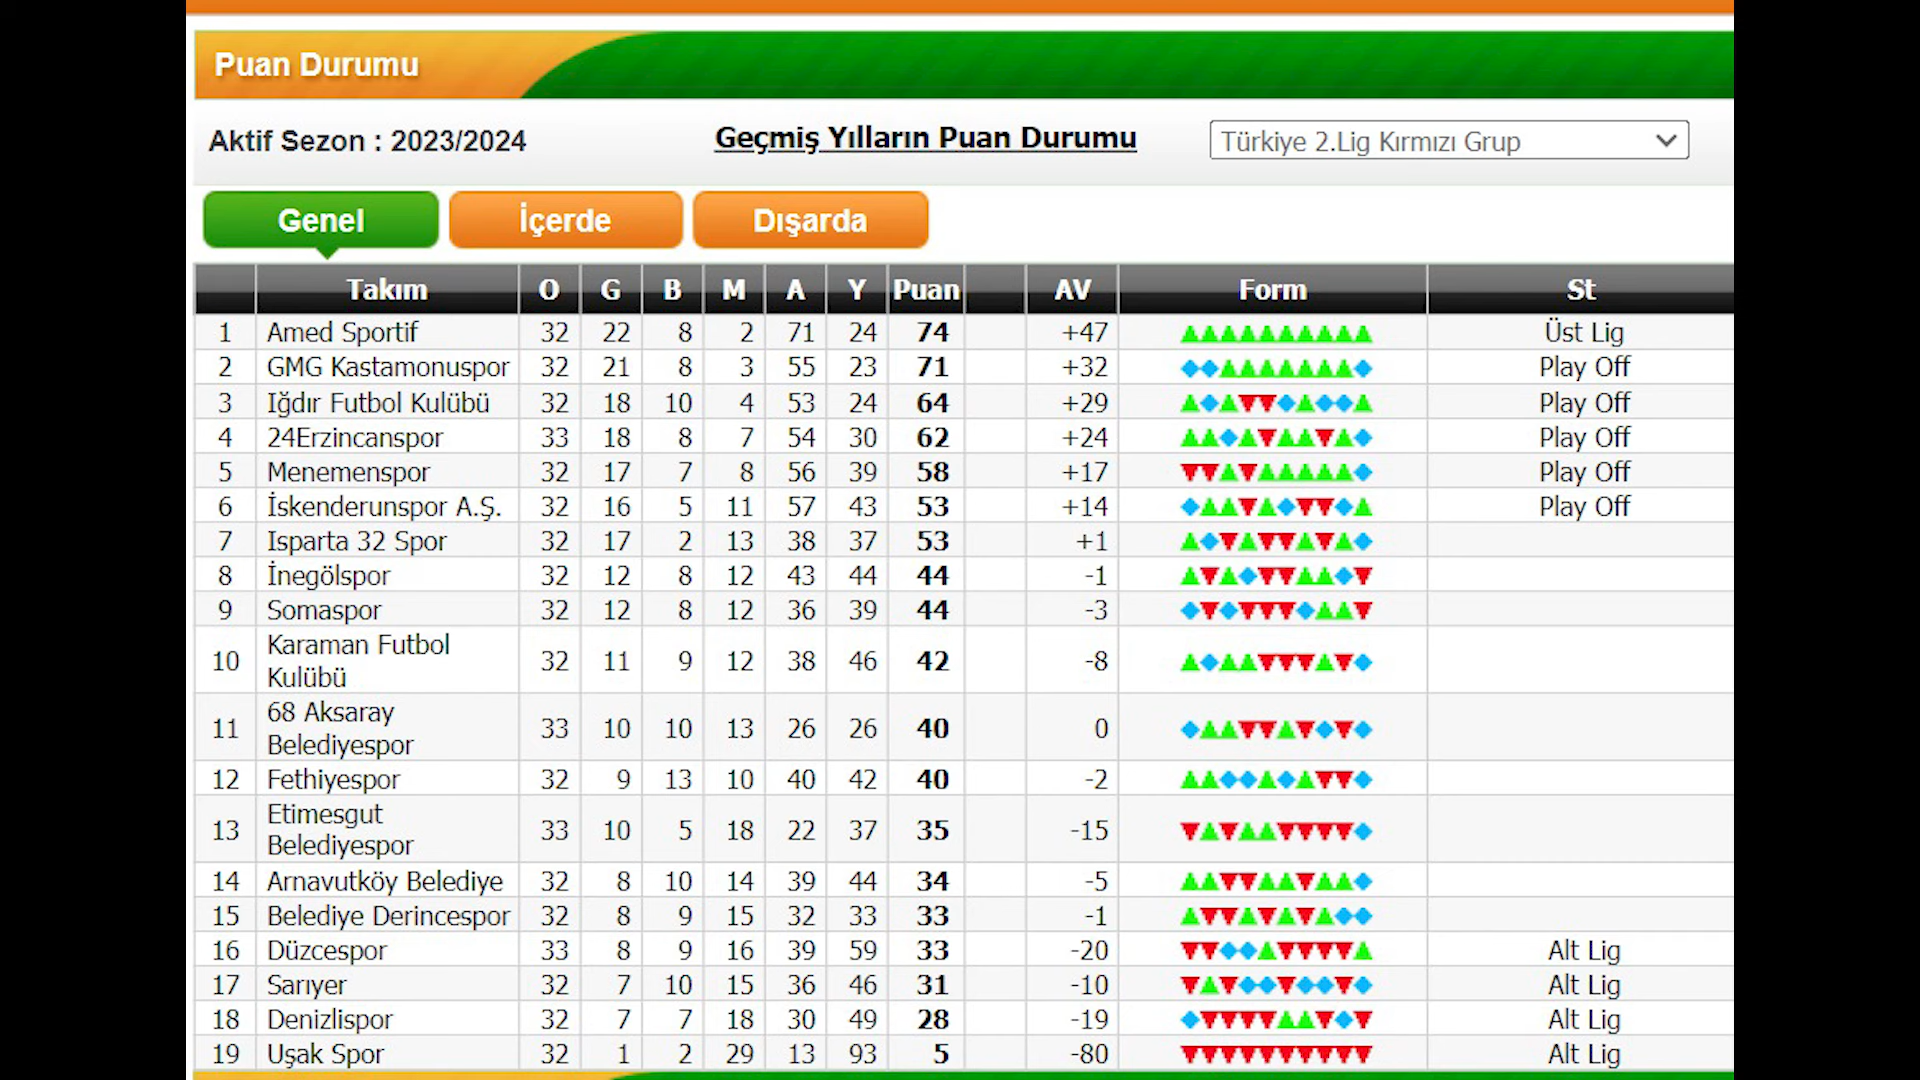 Puan Durumu
Aktif Sezon : 2023/2024 Geçmiş Yılların Puan Durumu Türkiye 2.Lig Kırmızı Grup
Genel İçerde Dışarda
Takım O G B M A Y Puan AV Form St
1 Amed Sportif 32 22 8 2 71 24 74 +47 Üst Lig
2 GMG Kastamonuspor 32 21 8 3 55 23 71 +32 Play Off
3 Iğdır Futbol Kulübü 32 18 10 4 53 24 64 +29 Play Off
4 24Erzincanspor 33 18 8 7 54 30 62 +24 Play Off
5 Menemenspor 32 17 7 8 56 39 58 +17 Play Off
6 İskenderunspor A.Ş. 32 16 5 11 57 43 53 +14 Play Off
7 Isparta 32 Spor 32 17 2 13 38 37 53 +1
8 İnegölspor 32 12 8 12 43 44 44 -1
9 Somaspor 32 12 8 12 36 39 44 -3
10 Karaman Futbol
Kulübü 32 11 9 12 38 46 42 -8
11 68 Aksaray
Belediyespor 33 10 10 13 26 26 40 0
12 Fethiyespor 32 9 13 10 40 42 40 -2
13 Etimesgut
Belediyespor 33 10 5 18 22 37 35 -15
14 Arnavutköy Belediye 32 8 10 14 39 44 34 -5
15 Belediye Derincespor 32 8 9 15 32 33 33 -1
16 Düzcespor 33 8 9 16 39 59 33 -20 Alt Lig
17 Sarıyer 32 7 10 15 36 46 31 -10 Alt Lig
18 Denizlispor 32 7 7 18 30 49 28 -19 Alt Lig
19 Uşak Spor 32 1 2 29 13 93 5 -80 Alt Lig